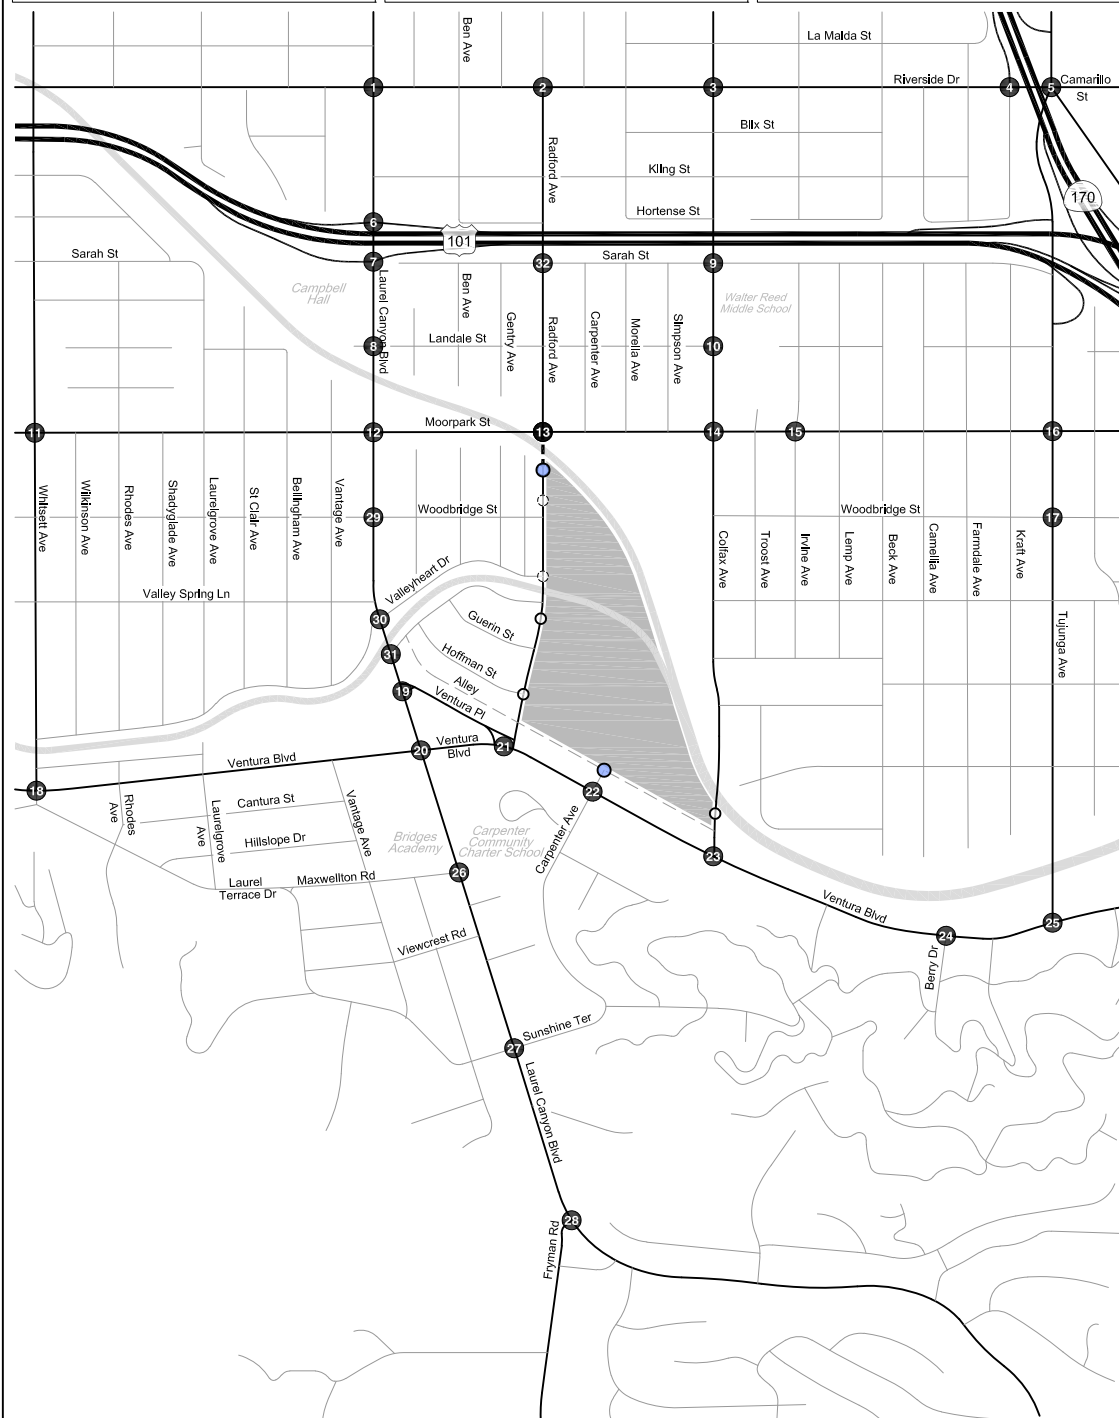 La Malda St
Ben Ave
Riverside Dr
Camarillo
St
1
2
3
4
5
Blix St
Radford Ave
Kling St
170
Hortense St
6
101
Sarah St
7
32
Sarah St
9
Campbell
Hall
Laurel Canyon Blvd
Ben Ave
Walter Reed
Middle School
Gentry Ave
Radford Ave
Carpenter Ave
Morella Ave
Simpson Ave
8
Landale St
10
Moorpark St
11
12
13
14
15
16
Whitsett Ave
Wilkinson Ave
Rhodes Ave
Shadyglade Ave
Laurelgrove Ave
St Clair Ave
Bellingham Ave
Vantage Ave
29
Woodbridge St
Woodbridge St
17
Colfax Ave
Troost Ave
Irvine Ave
Lemp Ave
Beck Ave
Camellia Ave
Farmdale Ave
Kraft Ave
Valleyheart Dr
Valley Spring Ln
30
Guerin St
Tujunga Ave
31
Hoffman St
Alley
19
Ventura Pl
20
Ventura
Blvd
21
Ventura Blvd
18
22
Cantura St
Rhodes
Ave
Laurelgrove
Ave
Vantage Ave
Hillslope Dr
Bridges
Academy
Carpenter
Community
Charter School
Carpenter Ave
23
26
Laurel
Terrace Dr
Maxwellton Rd
Ventura Blvd
24
25
Viewcrest Rd
Berry Dr
Sunshine Ter
27
Laurel Canyon Blvd
28
Fryman Rd